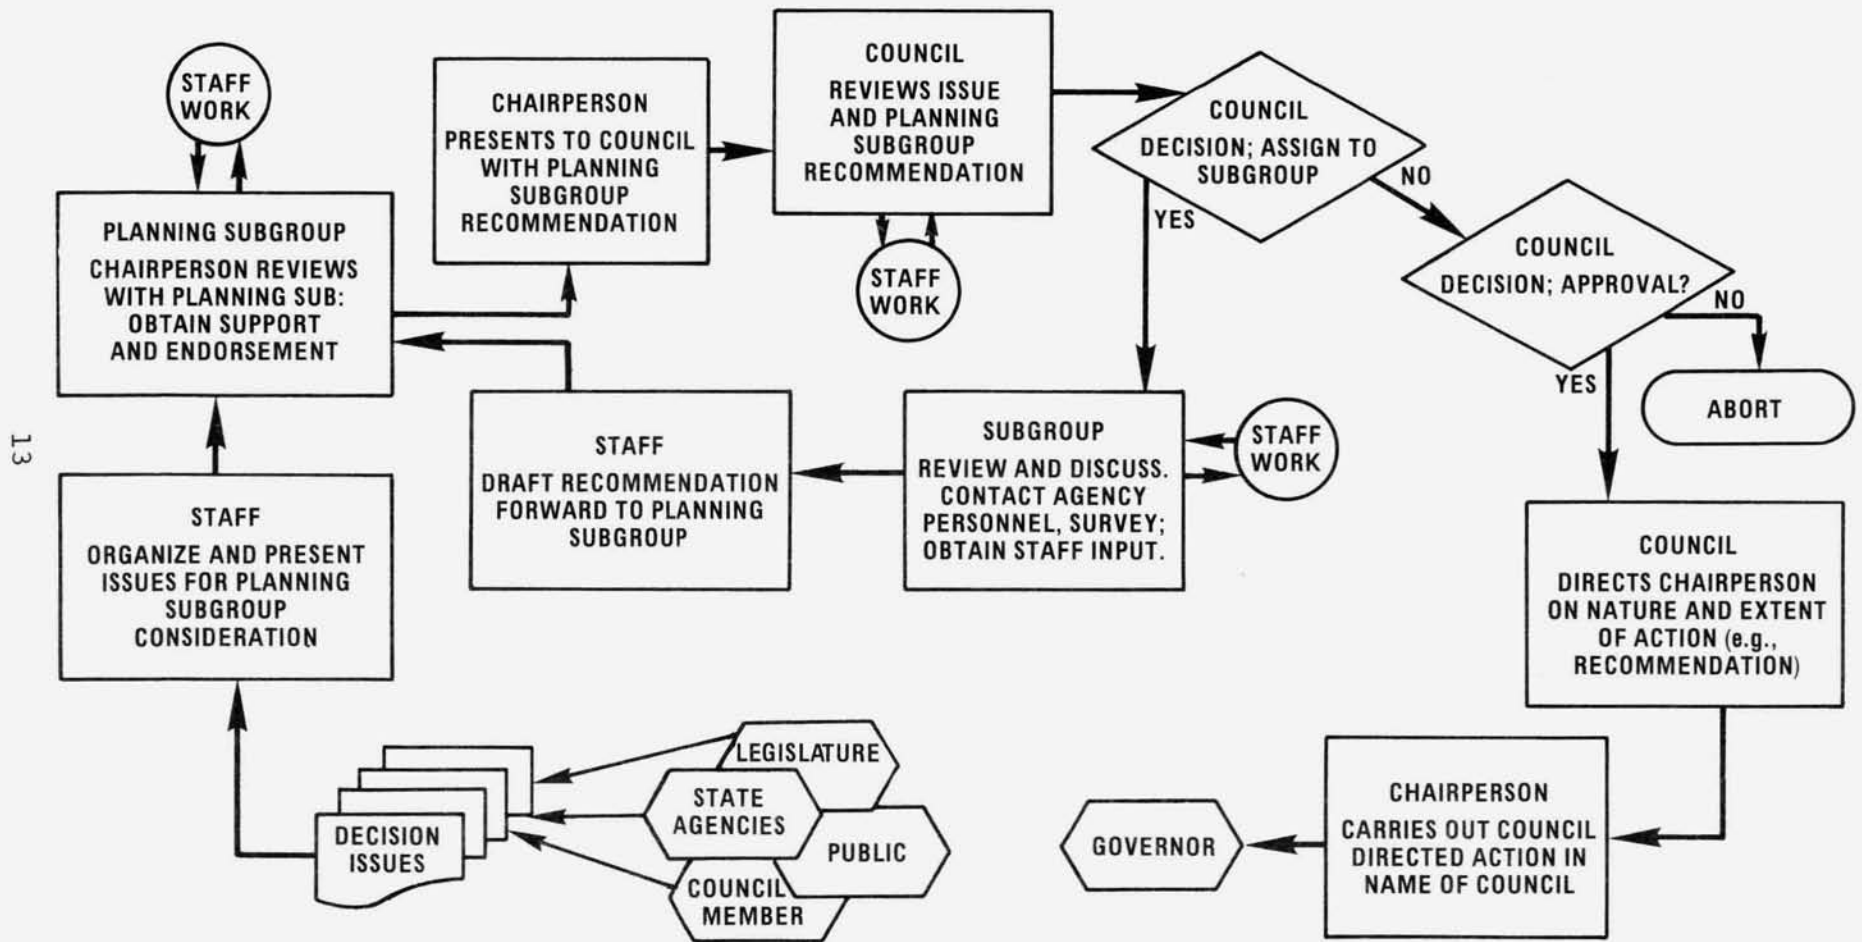 STAFF
WORK
PLANNING SUBGROUP
CHAIRPERSON REVIEWS
WITH PLANNING SUB:
OBTAIN SUPPORT
AND ENDORSEMENT
CHAIRPERSON
PRESENTS TO COUNCIL
WITH PLANNING
SUBGROUP
RECOMMENDATION
COUNCIL
REVIEWS ISSUE
AND PLANNING
SUBGROUP
RECOMMENDATION
STAFF
WORK
COUNCIL
DECISION; ASSIGN TO
SUBGROUP
NO
YES
COUNCIL
DECISION; APPROVAL?
NO
YES
ABORT
STAFF
ORGANIZE AND PRESENT
ISSUES FOR PLANNING
SUBGROUP
CONSIDERATION
STAFF
DRAFT RECOMMENDATION
FORWARD TO PLANNING
SUBGROUP
SUBGROUP
REVIEW AND DISCUSS.
CONTACT AGENCY
PERSONNEL, SURVEY;
OBTAIN STAFF INPUT.
STAFF
WORK
COUNCIL
DIRECTS CHAIRPERSON
ON NATURE AND EXTENT
OF ACTION (e.g.,
RECOMMENDATION)
DECISION
ISSUES
LEGISLATURE
STATE
AGENCIES
PUBLIC
COUNCIL
MEMBER
GOVERNOR
CHAIRPERSON
CARRIES OUT COUNCIL
DIRECTED ACTION IN
NAME OF COUNCIL
13